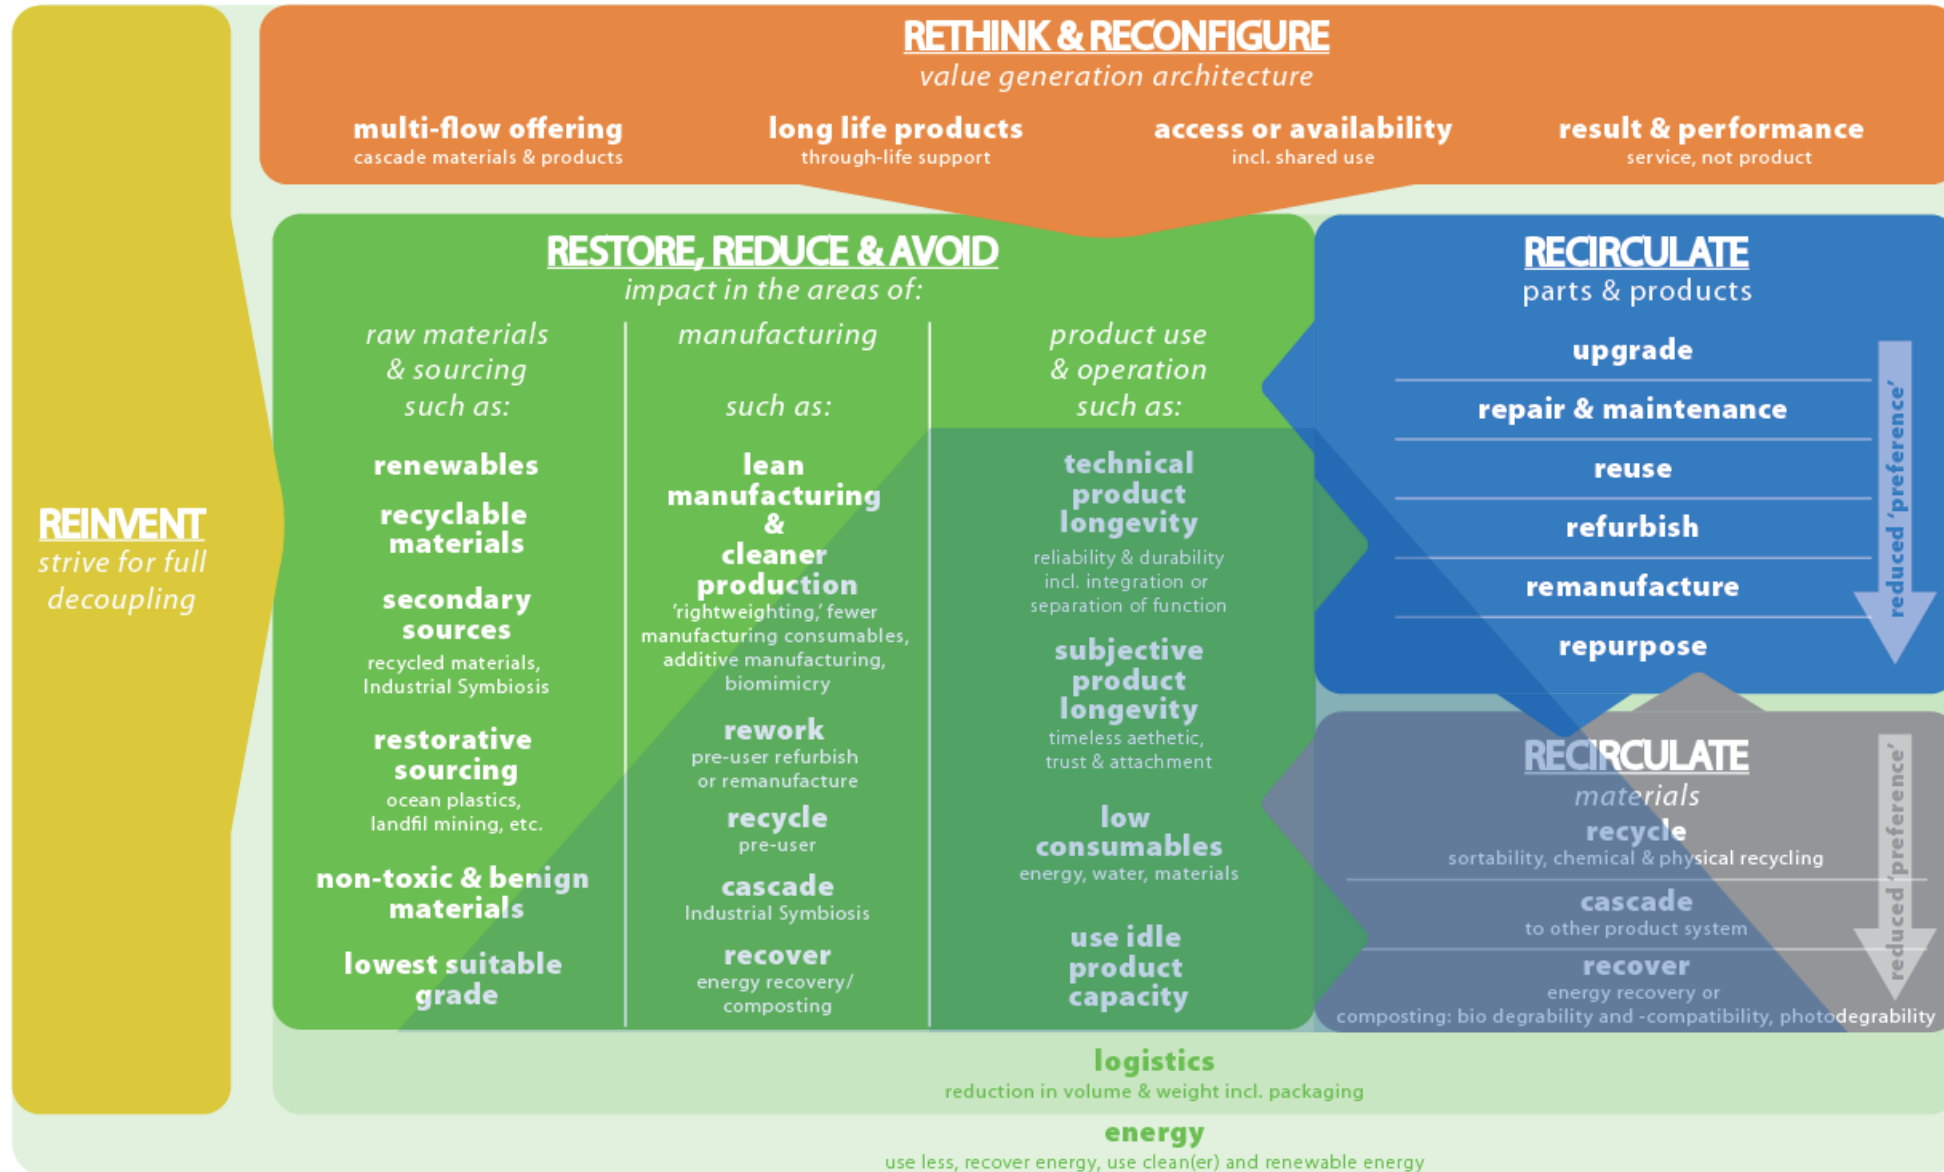 REINVENT
strive for full
decoupling
RETHINK & RECONFIGURE
value generation architecture
multi-flow offering
cascade materials & products
long life products
through-life support
access or availability
incl. shared use
result & performance
service, not product
RESTORE, REDUCE & AVOID
impact in the areas of:
raw materials
& sourcing
such as:
renewables
recyclable
materials
secondary
sources
recycled materials,
Industrial Symbiosis
restorative
sourcing
ocean plastics,
landfil mining, etc.
non-toxic & benign
materials
lowest suitable
grade
manufacturing
such as:
lean
manufacturing
&
cleaner
production
'rightweighting,' fewer
manufacturing consumables,
additive manufacturing,
biomimicry
rework
pre-user refurbish
or remanufacture
recycle
pre-user
cascade
Industrial Symbiosis
recover
energy recovery/
composting
product use
& operation
such as:
technical
product
longevity
reliability & durability
incl. integration or
separation of function
subjective
product
longevity
timeless aethetic,
trust & attachment
low
consumables
energy, water, materials
use idle
product
capacity
RECIRCULATE
parts & products
upgrade
repair & maintenance
reuse
refurbish
remanufacture
repurpose
reduced 'preference'
RECIRCULATE
materials
recycle
sortability, chemical & physical recycling
cascade
to other product system
recover
energy recovery or
composting: bio degrability and -compatibility, photodegrability
reduced 'preference'
logistics
reduction in volume & weight incl. packaging
energy
use less, recover energy, use clean(er) and renewable energy